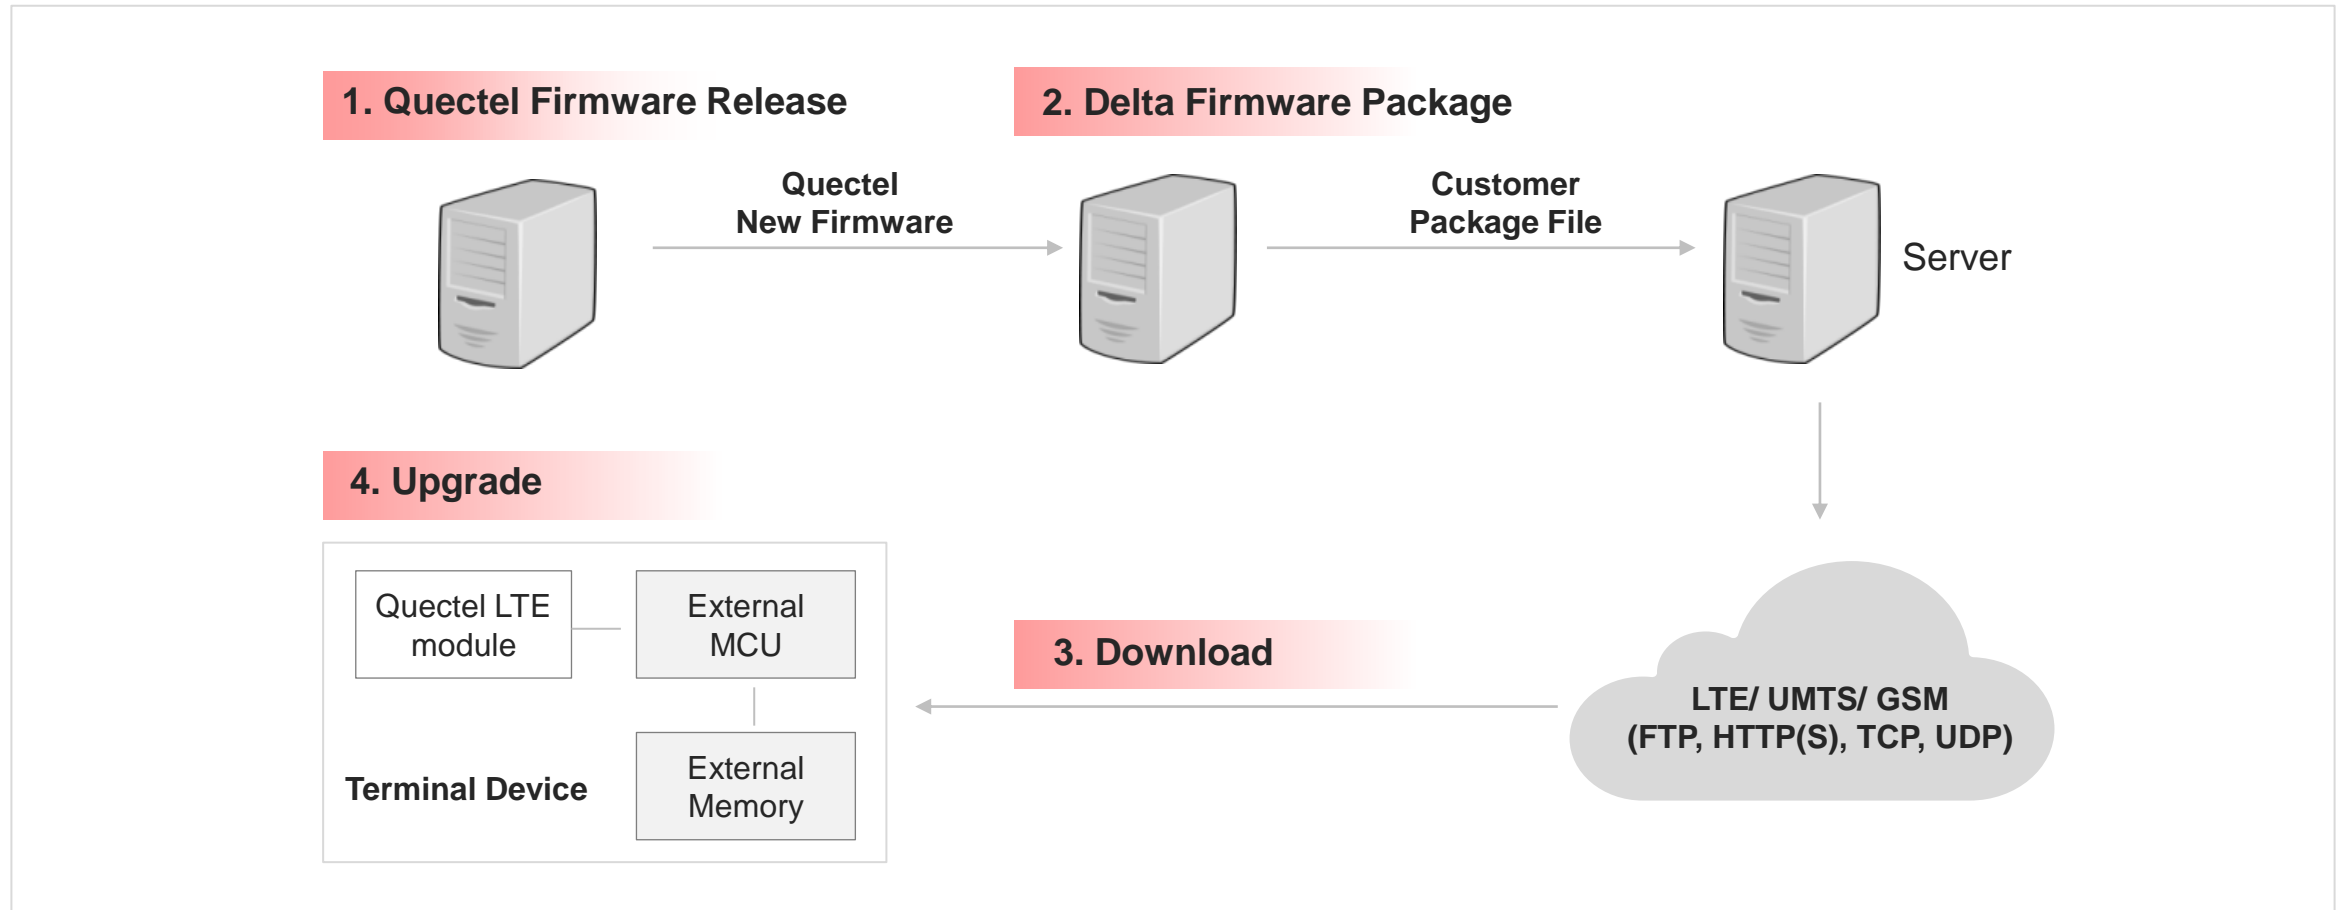 1. Quectel Firmware Release
2. Delta Firmware Package
Quectel
New Firmware
Customer
Package File
Server
4. Upgrade
Quectel LTE
module
External
MCU
3. Download
LTE/ UMTS/ GSM
(FTP, HTTP(S), TCP, UDP)
Terminal Device
External
Memory